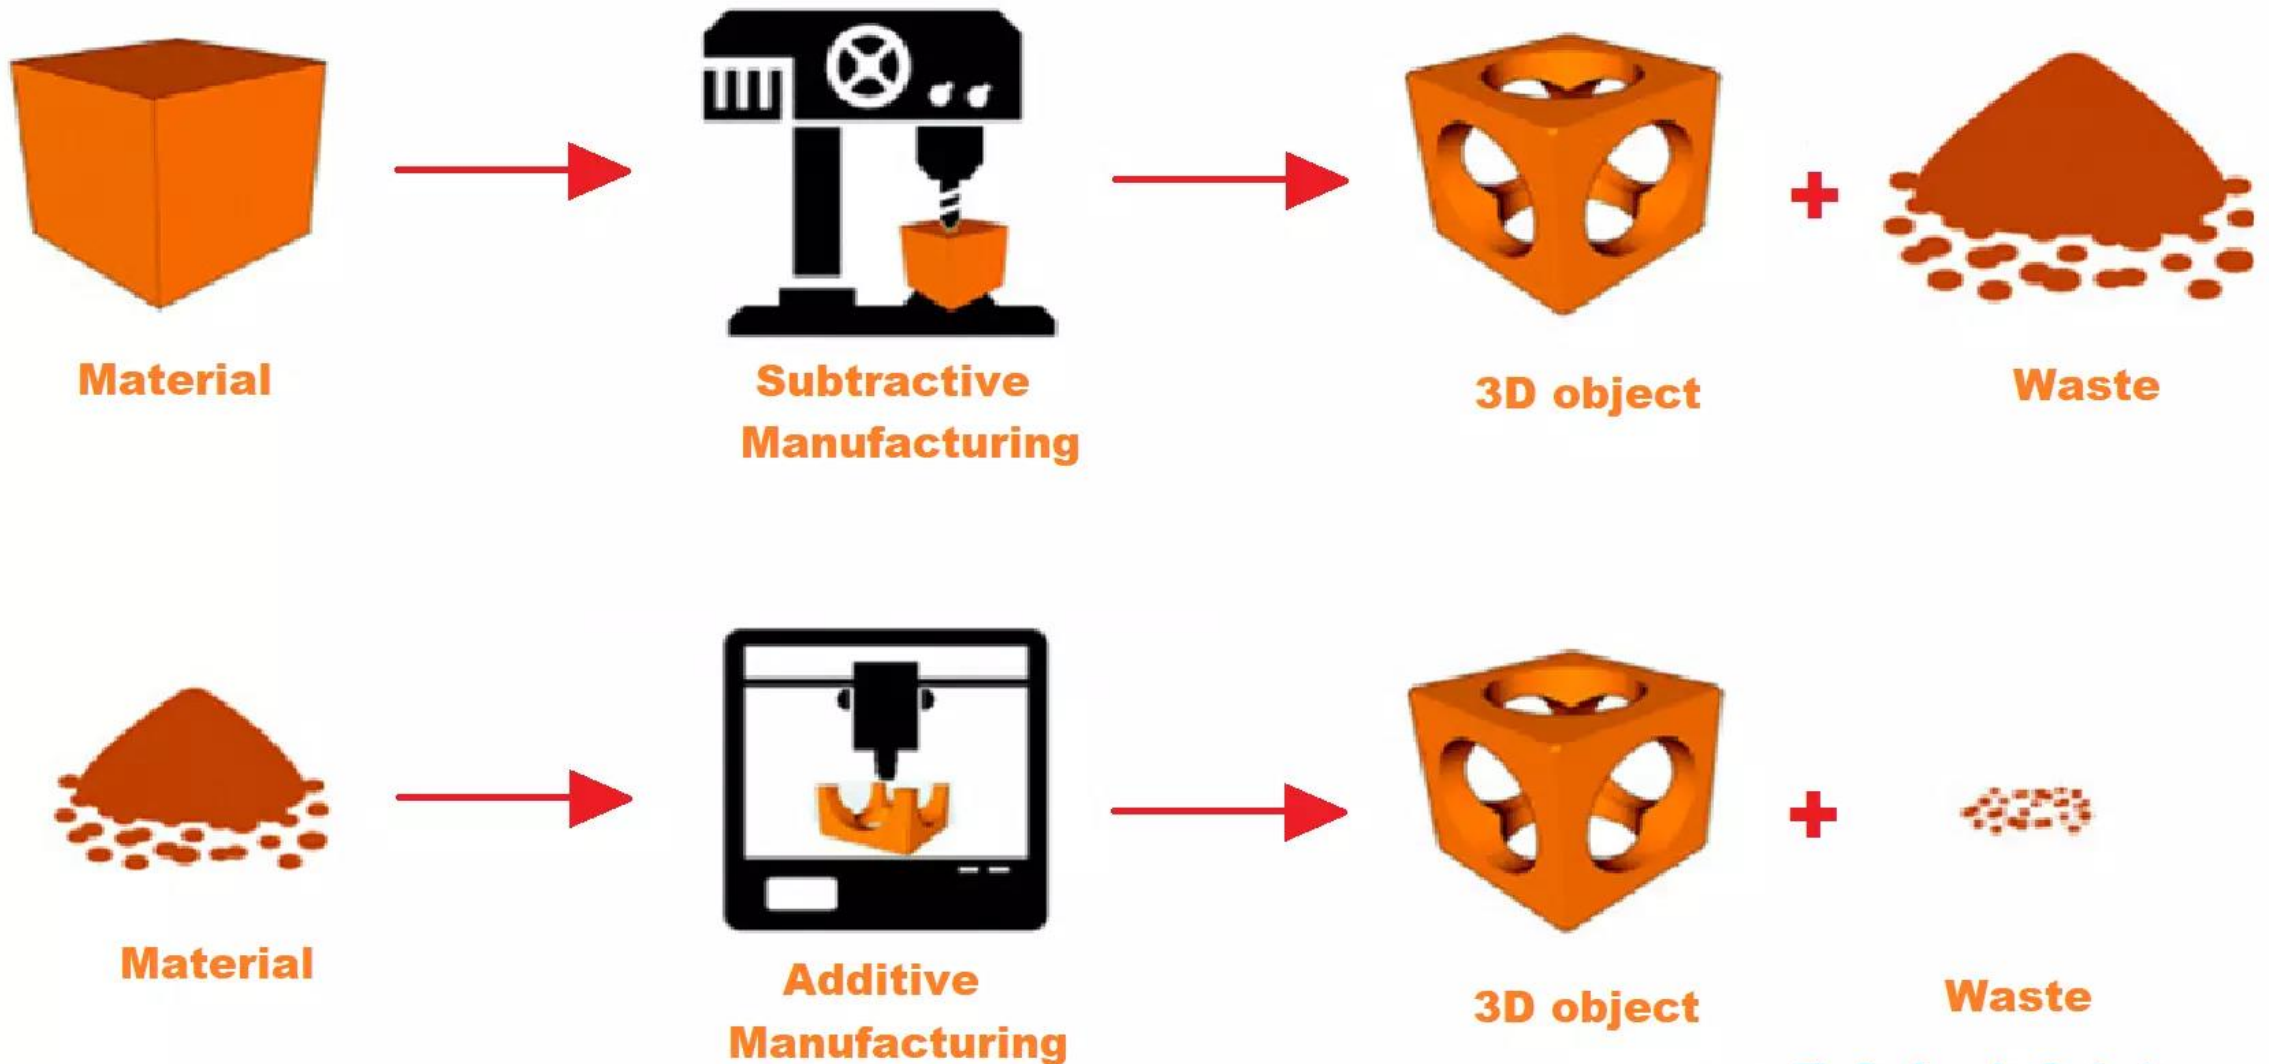 Material
Subtractive
Manufacturing
3D object
Waste
Material
Additive
Manufacturing
3D object
Waste